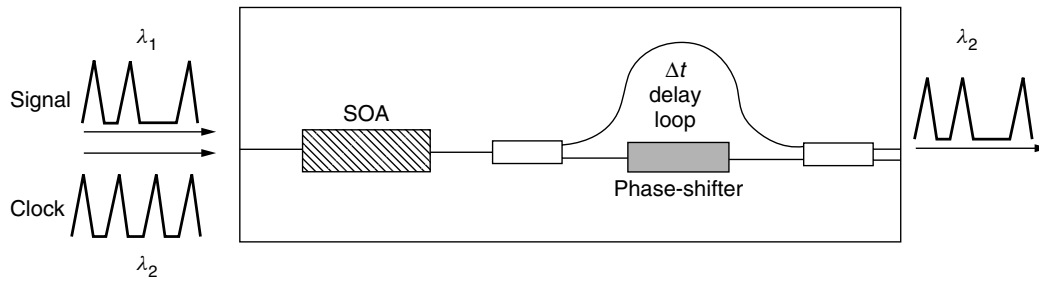 λ1
Signal
Clock
λ2
SOA
Δt
delay
loop
Phase-shifter
λ2